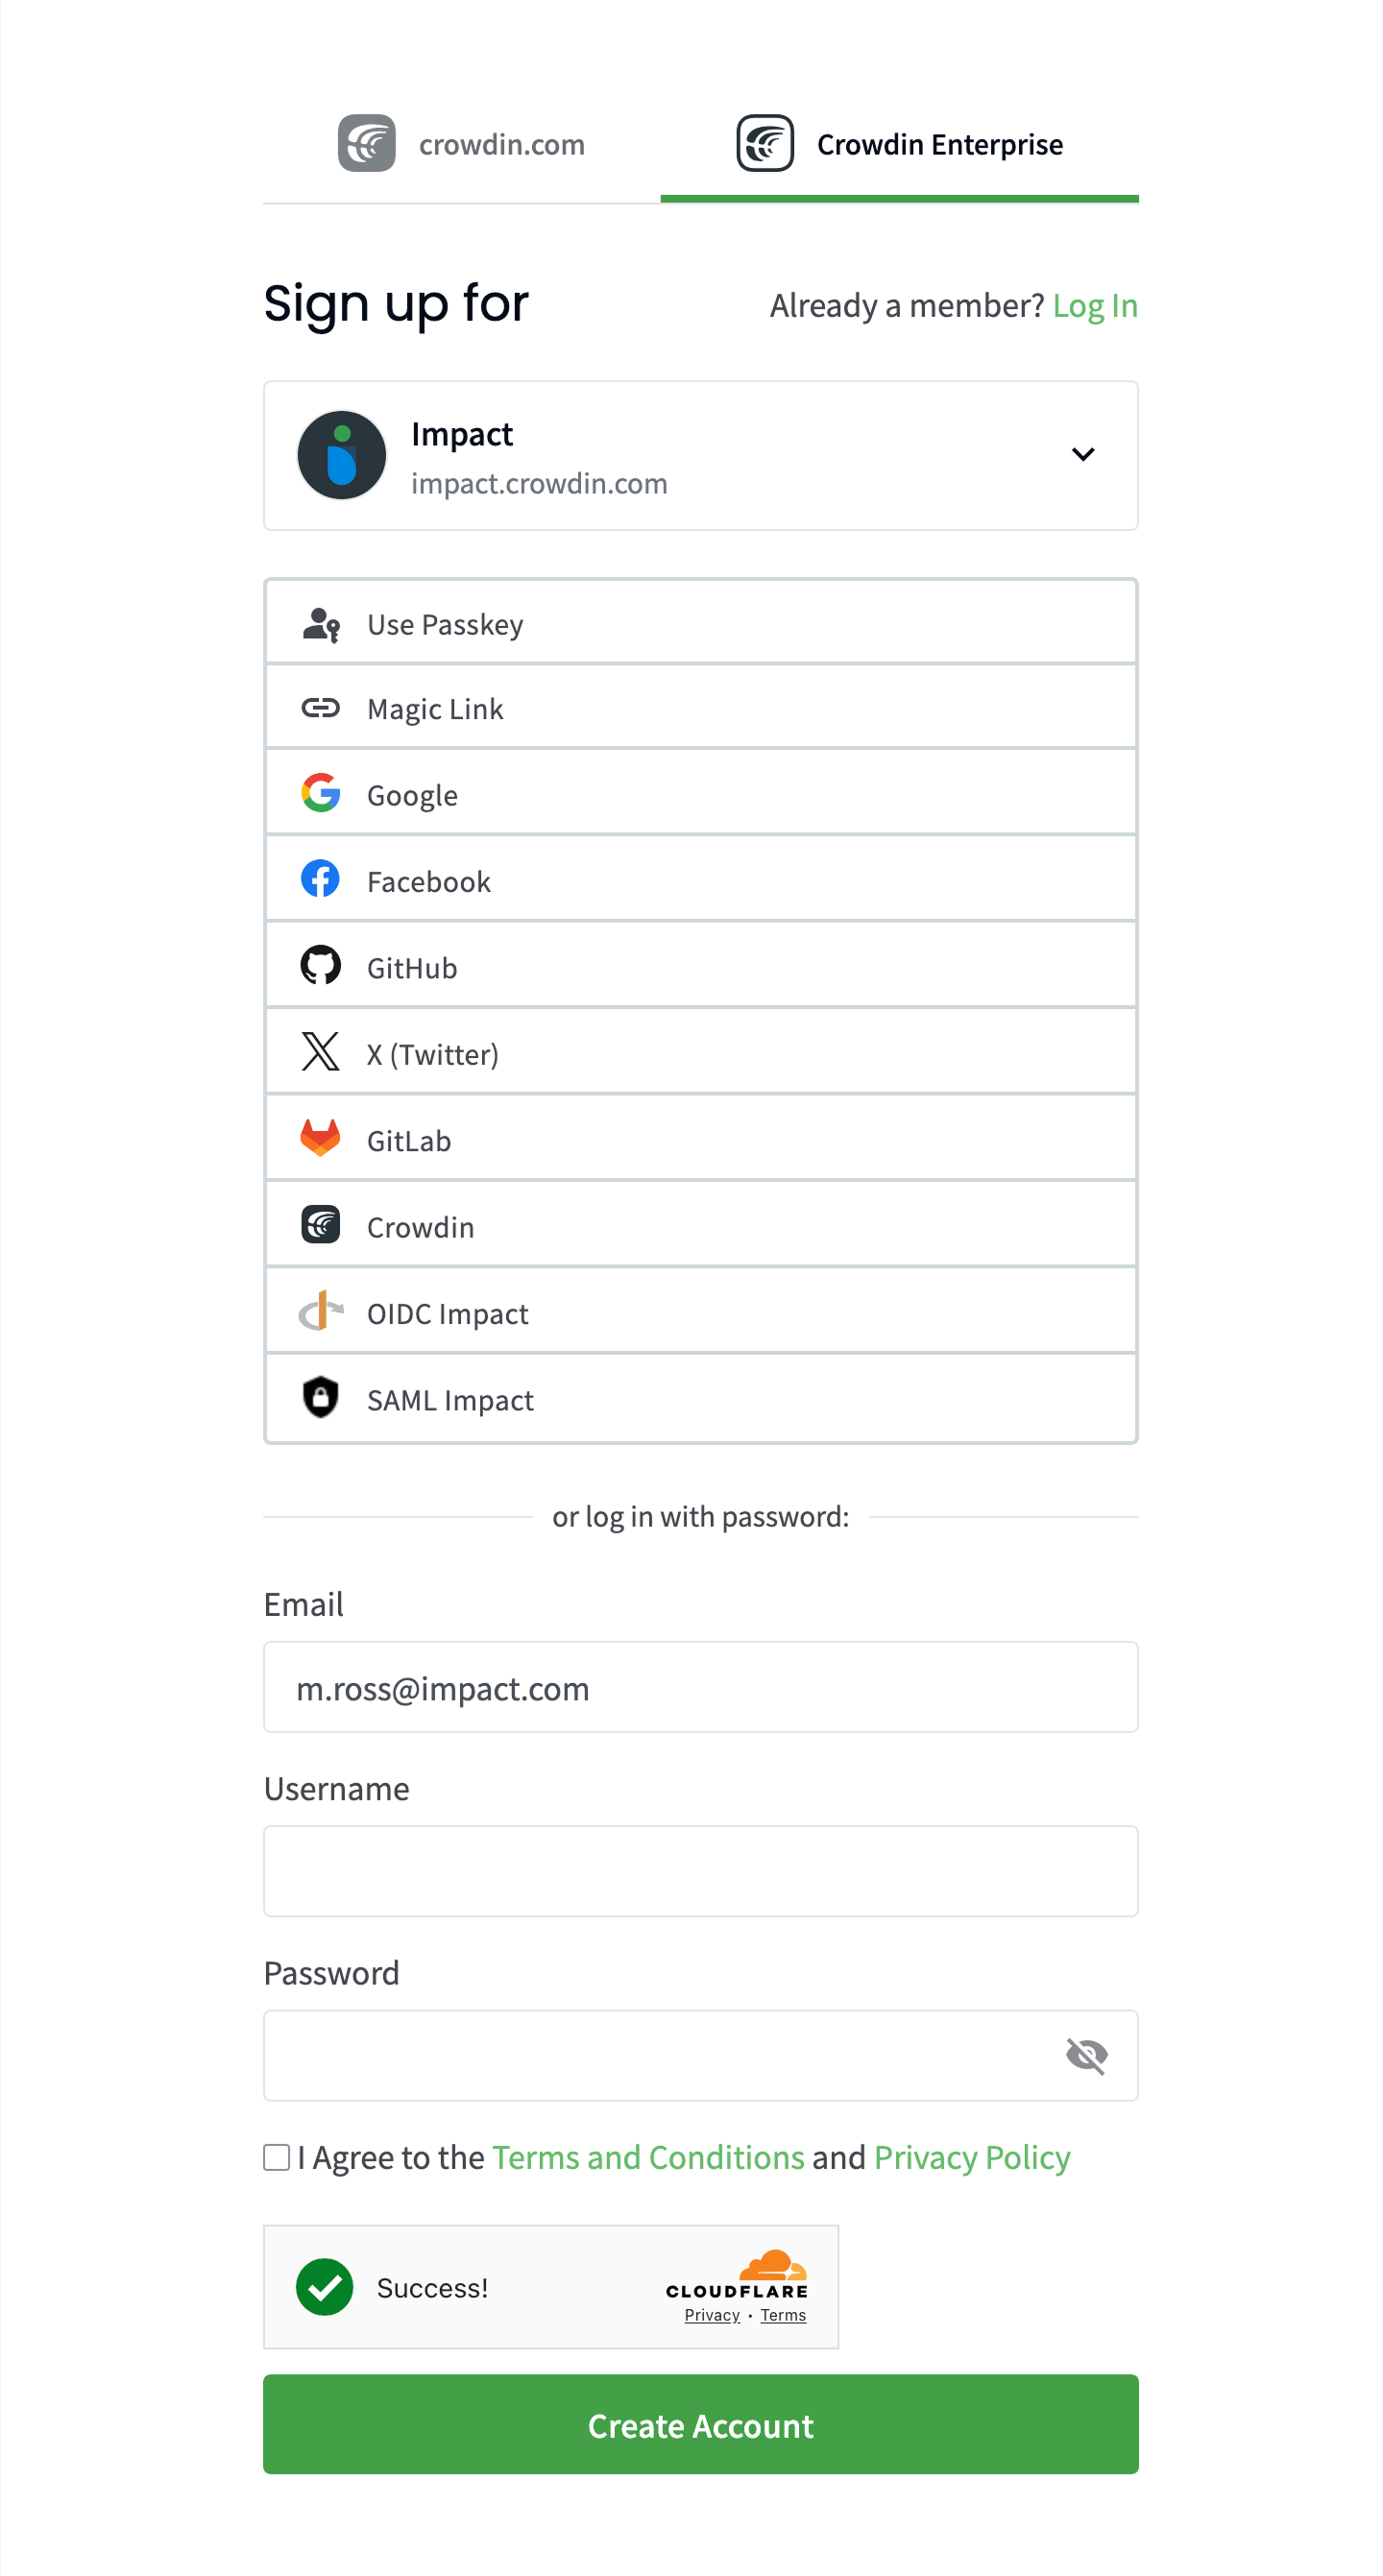 crowdin.com
Crowdin Enterprise
Sign up for
Already a member? Log In
Impact
impact.crowdin.com
Use Passkey
Magic Link
Google
Facebook
GitHub
X (Twitter)
GitLab
Crowdin
OIDC Impact
SAML Impact
or log in with password:
Email
m.ross@impact.com
Username
Password
I Agree to the Terms and Conditions and Privacy Policy
Success!
CLOUDFLARE
Privacy • Terms
Create Account